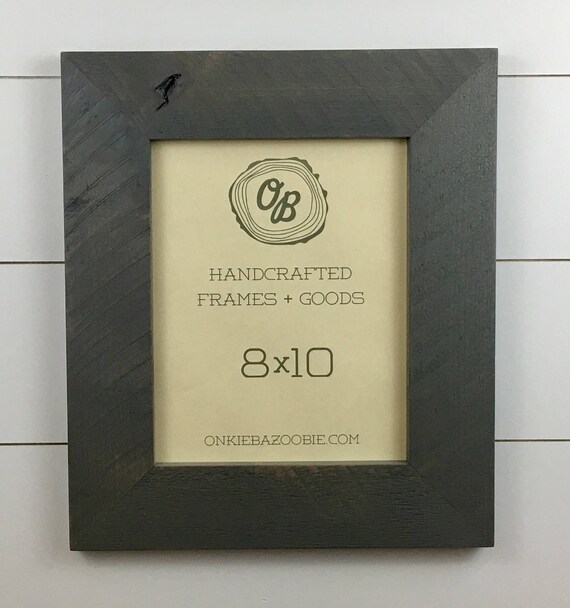 OB
HANDCRAFTED
FRAMES + GOODS
8x10
ONKIEBAZOOBIE.COM